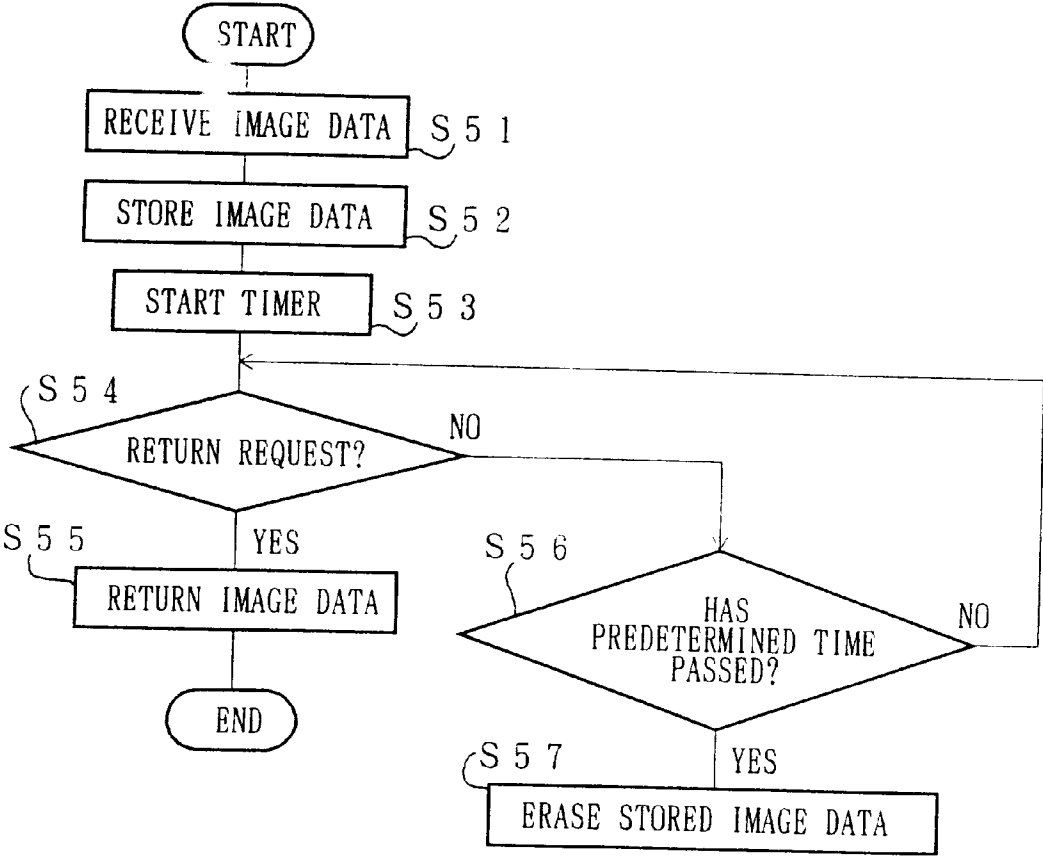 START
RECEIVE IMAGE DATA
S51
STORE IMAGE DATA
S52
START TIMER
S53
S54
RETURN REQUEST?
NO
YES
S55
RETURN IMAGE DATA
END
S56
HAS
PREDETERMINED TIME
PASSED?
NO
YES
S57
ERASE STORED IMAGE DATA